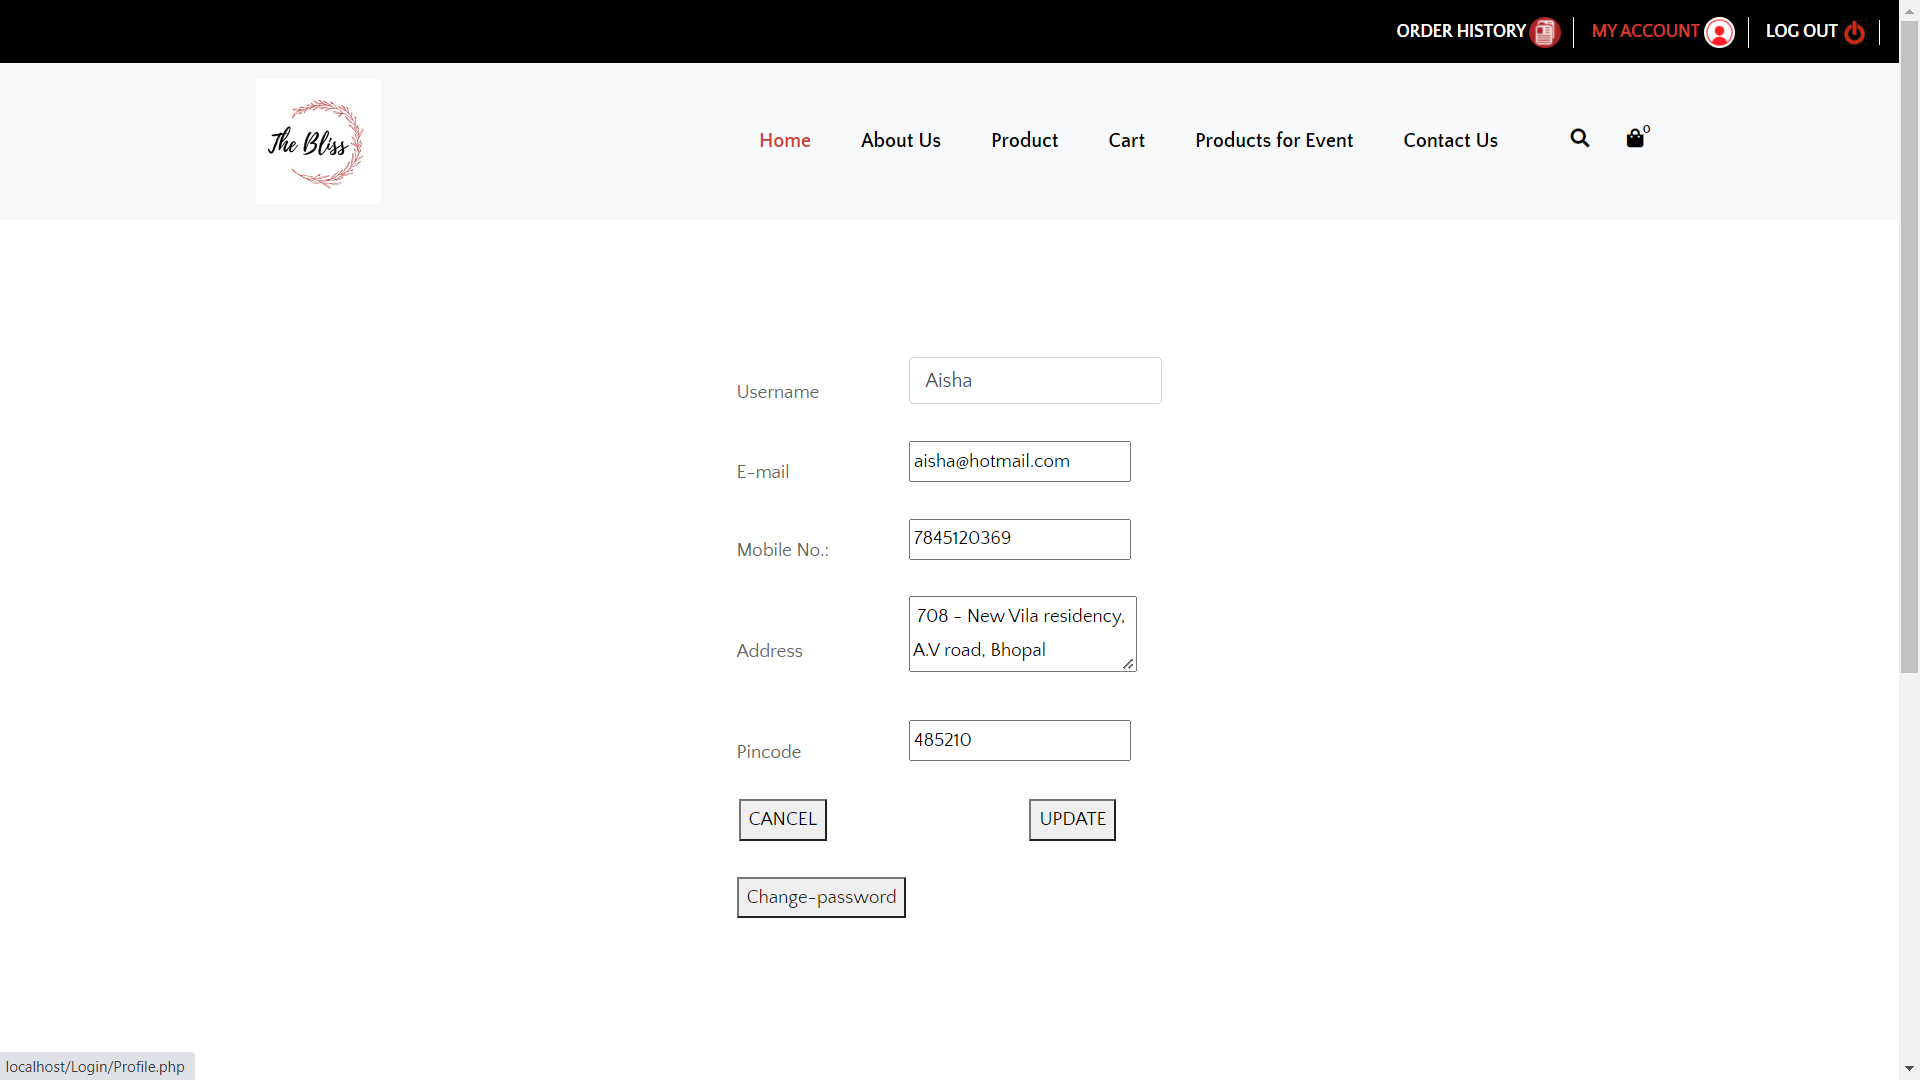 ORDER HISTORY MY ACCOUNT LOG OUT
The Bliss
Home About Us Product Cart Products for Event Contact Us 0
Username Aisha
E-mail aisha@hotmail.com
Mobile No.: 7845120369
Address 708 - New Vila residency,
A.V road, Bhopal
Pincode 485210
CANCEL UPDATE
Change-password
localhost/Login/Profile.php